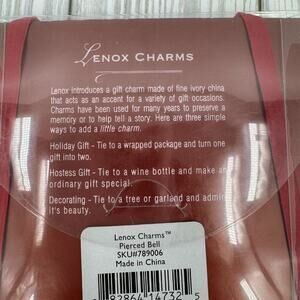 LENOX CHARMS
Lenox introduces a gift charm made of fine ivory china
that acts as an accent for a variety of gift occasions.
Charms have been used for many years to preserve a
memory or to help tell a story. Here are three simple
ways to add a little charm.
Holiday Gift - Tie to a wrapped package and turn one
gift into two.
Hostess Gift - Tie to a wine bottle and make an
ordinary gift special.
Decorating - Tie to a tree or garland and admire
it's beauty.
Lenox Charms™
Pierced Bell
SKU#789006
Made in China
82864 14732 5